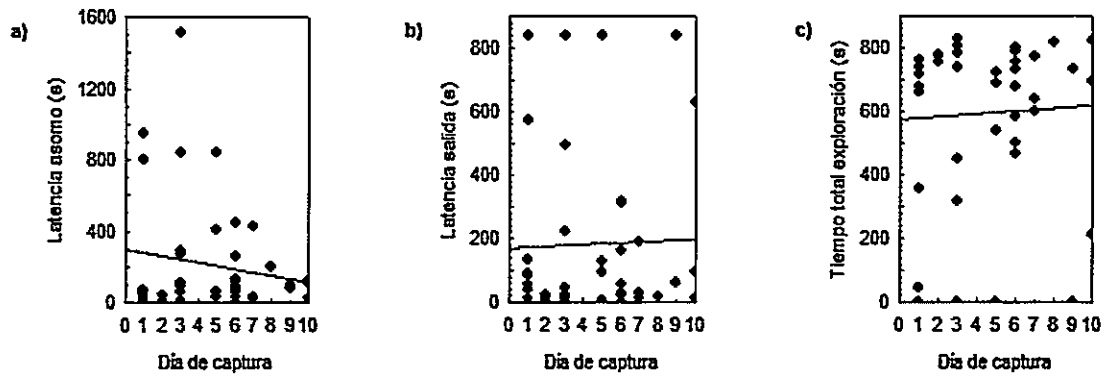 a)
Latencia asomo (s)
1600
1200
800
400
0
0 1 2 3 4 5 6 7 8 9 10
Día de captura
b)
Latencia salida (s)
800
600
400
200
0
0 1 2 3 4 5 6 7 8 9 10
Día de captura
c)
Tiempo total exploración (s)
800
600
400
200
0
0 1 2 3 4 5 6 7 8 9 10
Día de captura